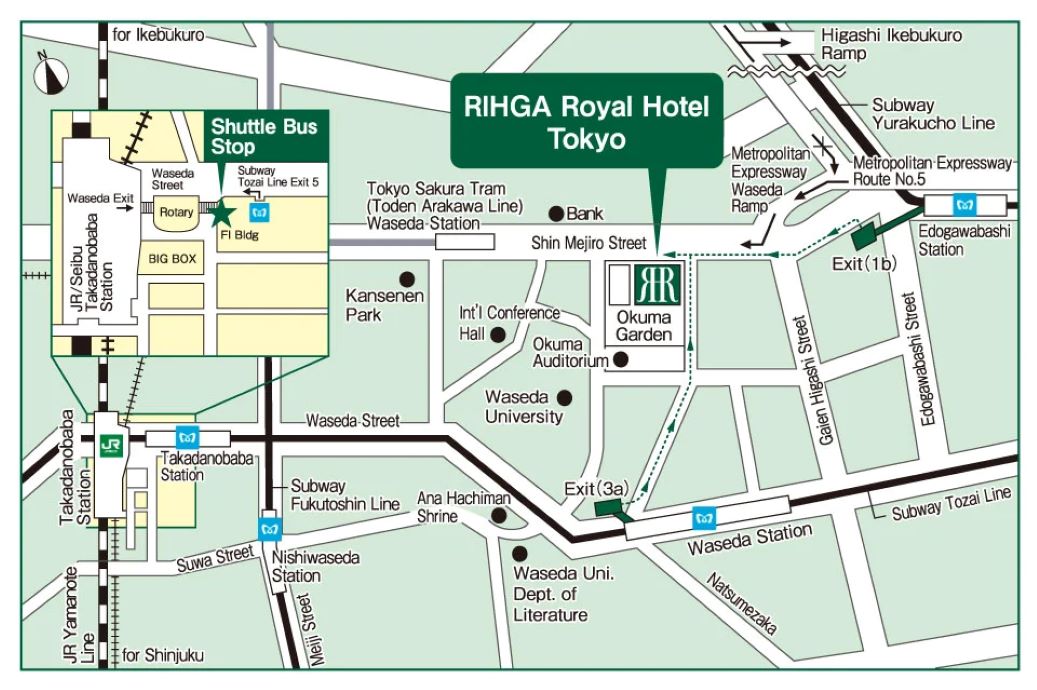 for Ikebukuro
N
Higashi Ikebukuro
Ramp
RIHGA Royal Hotel
Tokyo
Subway
Yurakucho Line
Shuttle Bus
Stop
Metropolitan
Expressway
Waseda
Ramp
Metropolitan Expressway
Route No.5
Waseda
Street
Subway
Tozai Line Exit 5
Waseda Exit
Rotary
FI Bldg
BIG BOX
JR/Seibu
Takadanobaba
Station
Tokyo Sakura Tram
(Toden Arakawa Line)
Waseda Station
Bank
Shin Mejiro Street
Edogawabashi
Station
Exit(1b)
Kansenen
Park
Int'l Conference
Hall
RR
Okuma
Garden
Okuma
Auditorium
Gaien Higashi Street
Edogawabashi Street
Waseda
University
Waseda Street
JR
Takadanobaba
Station
Takadanobaba
Station
Subway
Fukutoshin Line
Ana Hachiman
Shrine
Exit(3a)
Subway Tozai Line
Waseda Station
Suwa Street
Nishiwaseda
Station
Waseda Uni.
Dept. of
Literature
Natsumezaka
JR Yamanote
Line
for Shinjuku
Meiji Street